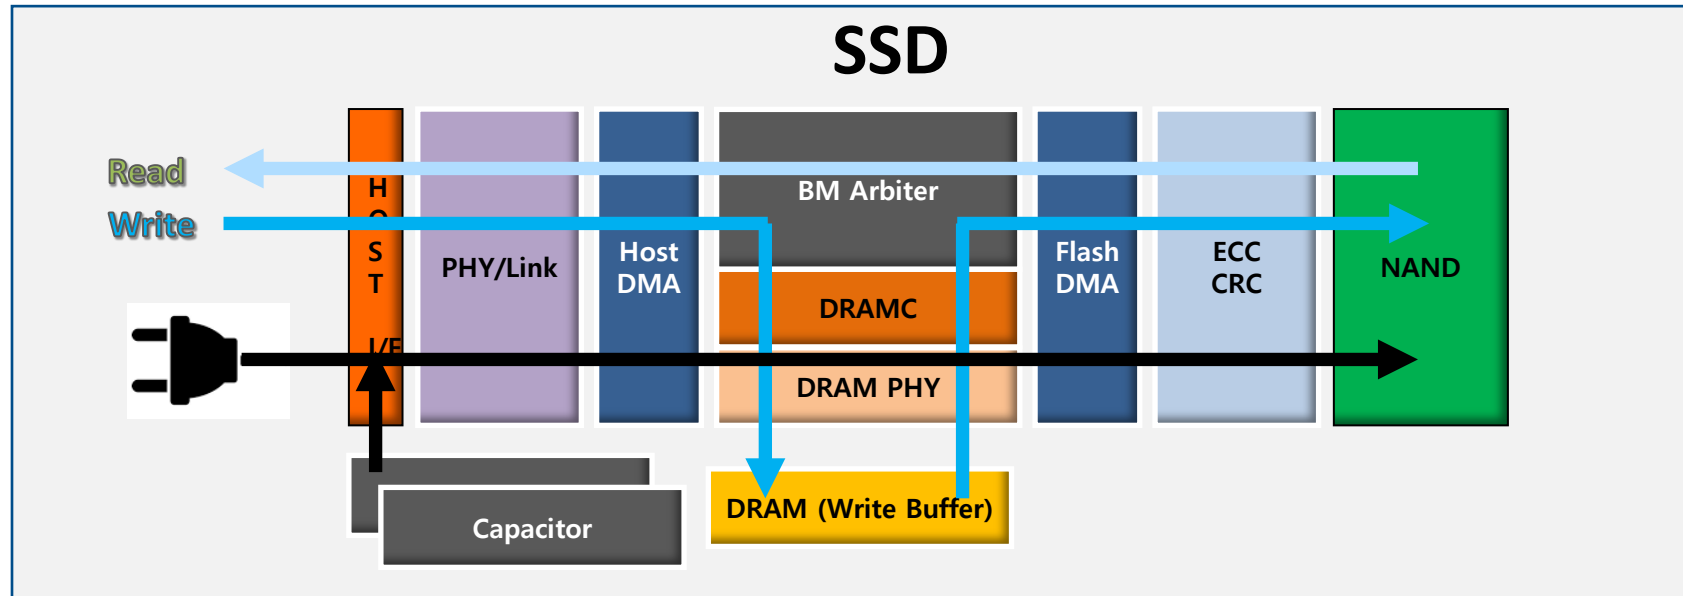 SSD
Read
Write
H
O
S
T
I/F
PHY/Link
Host
DMA
BM Arbiter
DRAMC
DRAM PHY
Flash
DMA
ECC
CRC
NAND
Capacitor
DRAM (Write Buffer)